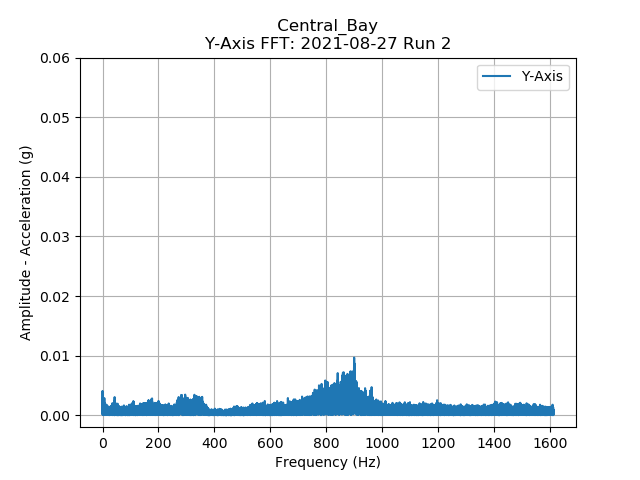 Central_Bay
Y-Axis FFT: 2021-08-27 Run 2
Y-Axis
0.06
0.05
0.04
0.03
0.02
0.01
0.00
Amplitude - Acceleration (g)
0 200 400 600 800 1000 1200 1400 1600
Frequency (Hz)